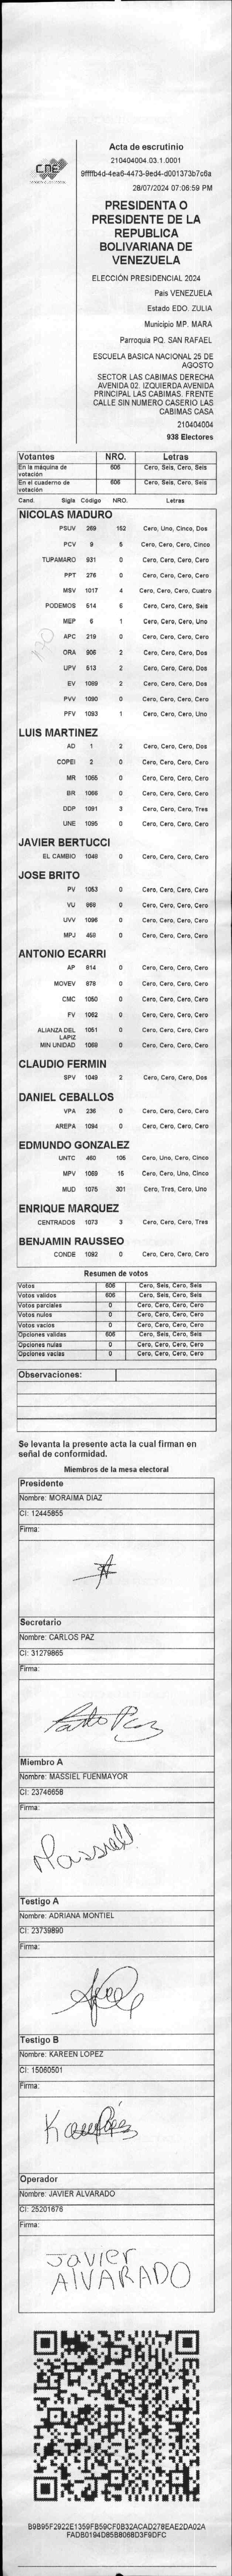 CNE
Acta de escrutinio
210404004.03.1.0001
28/07/2024 07:06:59 PM
PRESIDENTA O
PRESIDENTE DE LA
REPUBLICA
BOLIVARIANA DE
VENEZUELA
ELECCIÓN PRESIDENCIAL 2024
País VENEZUELA
Estado EDO. ZULIA
Municipio MP. MARA
Parroquia PQ. SAN RAFAEL
ESCUELA BASICA NACIONAL 25 DE
AGOSTO
SECTOR LAS CABIMAS DERECHA
AVENIDA 02. IZQUIERDA AVENIDA
PRINCIPAL LAS CABIMAS. FRENTE
CALLE SIN NUMERO CASERIO LAS
CABIMAS CASA
210404004
938 Electores
Votantes NRO. Letras
En la máquina de votación 606 Cero, Seis, Cero, Seis
En el cuaderno de votación 606 Cero, Seis, Cero, Seis
Cand. Sigla Código NRO. Letras
NICOLAS MADURO
PSUV 269 152 Cero, Uno, Cinco, Dos
PCV 9 5 Cero, Cero, Cero, Cinco
TUPAMARO 931 0 Cero, Cero, Cero, Cero
PPT 276 0 Cero, Cero, Cero, Cero
MSV 1017 4 Cero, Cero, Cero, Cuatro
PODEMOS 514 6 Cero, Cero, Cero, Seis
MEP 6 1 Cero, Cero, Cero, Uno
APC 219 0 Cero, Cero, Cero, Cero
ORA 906 2 Cero, Cero, Cero, Dos
UPV 513 2 Cero, Cero, Cero, Dos
EV 1089 2 Cero, Cero, Cero, Dos
PVV 1090 0 Cero, Cero, Cero, Cero
PFV 1093 1 Cero, Cero, Cero, Uno
LUIS MARTINEZ
AD 1 2 Cero, Cero, Cero, Dos
COPEI 2 0 Cero, Cero, Cero, Cero
MR 1055 0 Cero, Cero, Cero, Cero
BR 1066 0 Cero, Cero, Cero, Cero
DDP 1091 3 Cero, Cero, Cero, Tres
UNE 1095 0 Cero, Cero, Cero, Cero
JAVIER BERTUCCI
EL CAMBIO 1048 0 Cero, Cero, Cero, Cero
JOSE BRITO
PV 1053 0 Cero, Cero, Cero, Cero
VU 968 0 Cero, Cero, Cero, Cero
UVV 1096 0 Cero, Cero, Cero, Cero
MPJ 458 0 Cero, Cero, Cero, Cero
ANTONIO ECARRI
AP 814 0 Cero, Cero, Cero, Cero
MOVEV 878 0 Cero, Cero, Cero, Cero
CMC 1050 0 Cero, Cero, Cero, Cero
FV 1062 0 Cero, Cero, Cero, Cero
ALIANZA DEL LAPIZ 1051 0 Cero, Cero, Cero, Cero
MIN UNIDAD 1069 0 Cero, Cero, Cero, Cero
CLAUDIO FERMIN
SPV 1049 2 Cero, Cero, Cero, Dos
DANIEL CEBALLOS
VPA 236 0 Cero, Cero, Cero, Cero
AREPA 1094 0 Cero, Cero, Cero, Cero
EDMUNDO GONZALEZ
UNTC 460 105 Cero, Uno, Cero, Cinco
MPV 15 Cero, Cero, Uno, Cinco
MUD 1075 301 Cero, Tres, Cero, Uno
ENRIQUE MARQUEZ
CENTRADOS 1073 3 Cero, Cero, Cero, Tres
BENJAMIN RAUSSEO
CONDE 1092 0 Cero, Cero, Cero, Cero
Resumen de votos
Votos 606 Cero, Seis, Cero, Seis
Votos validos 606 Cero, Seis, Cero, Seis
Votos parciales 0 Cero, Cero, Cero, Cero
Votos nulos 0 Cero, Cero, Cero, Cero
Votos vacíos 0 Cero, Cero, Cero, Cero
Opciones validas 606 Cero, Seis, Cero, Seis
Opciones nulas 0 Cero, Cero, Cero, Cero
Opciones vacias 0 Cero, Cero, Cero, Cero
Observaciones:
Se levanta la presente acta la cual firman en
señal de conformidad.
Miembros de la mesa electoral
Presidente
Nombre: MORAIMA DIAZ
CI: 12445855
Firma:
Secretario
Nombre: CARLOS PAZ
CI: 31279865
Firma:
Miembro A
Nombre: MASSIEL FUENMAYOR
CI: 23746658
Firma:
Massiell
Testigo A
Nombre: ADRIANA MONTIEL
CI: 23739890
Firma:
Testigo B
Nombre: KAREEN LOPEZ
CI: 15060501
Firma:
Operador
Nombre: JAVIER ALVARADO
CI: 25201676
Firma:
JAVIER
ALVARADO